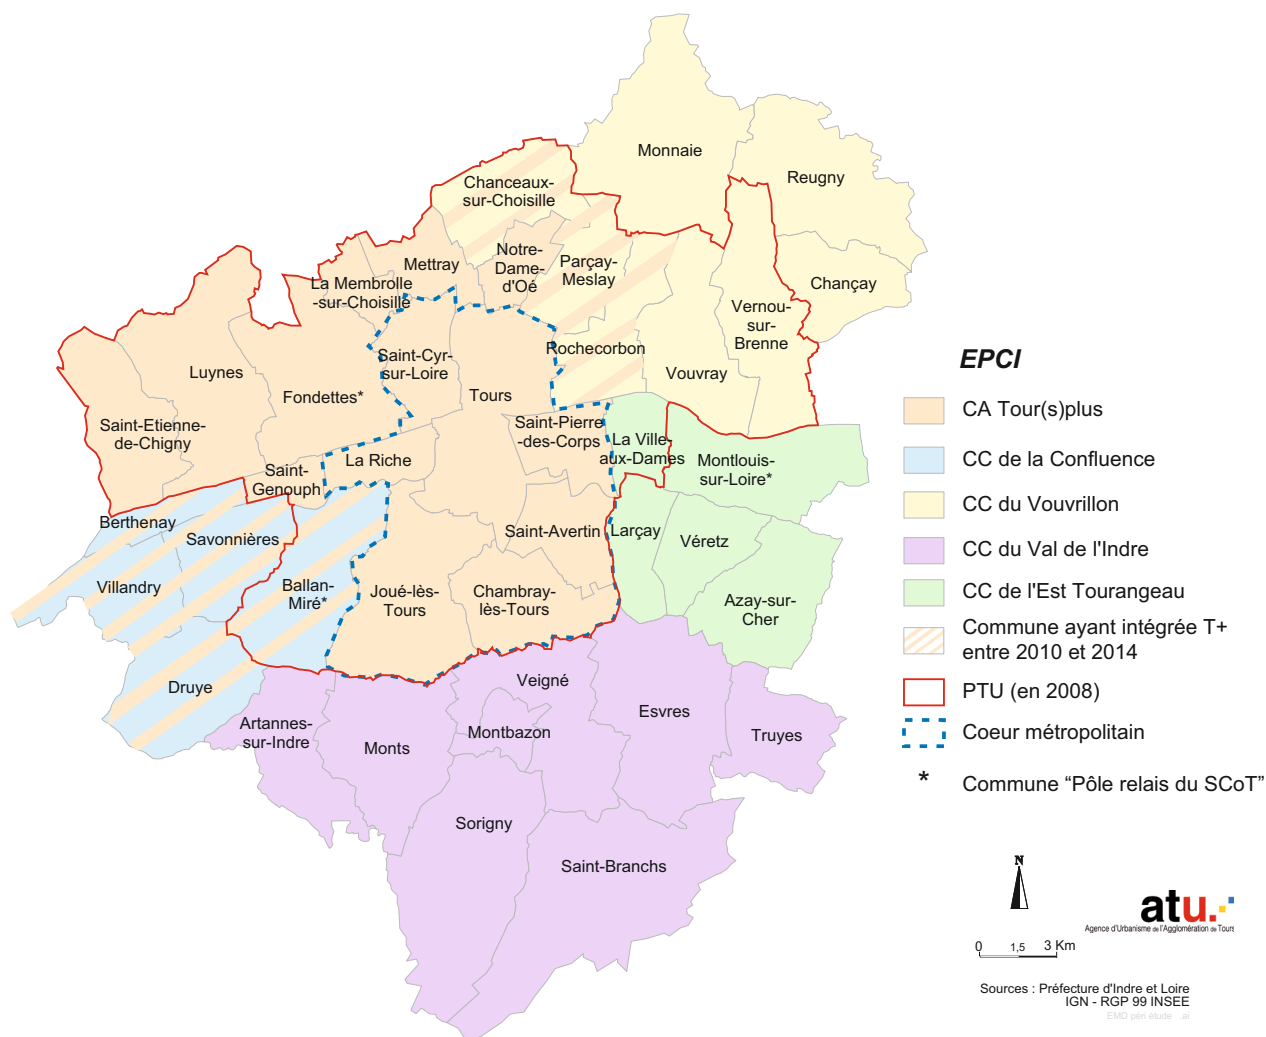 Monnaie
Reugny
Chanceaux-
sur-Choisille
Notre-
Dame-
d'Oé
Mettray
Parçay-
Meslay
La Membrolle
-sur-Choisille
Chançay
Vernou-
sur-
Brenne
Rochecorbon
Saint-Cyr-
sur-Loire
Luynes
Vouvray
Fondettes*
Tours
Saint-Etienne-
de-Chigny
Saint-Pierre
-des-Corps
La Ville-
aux-Dames
La Riche
Montlouis-
sur-Loire*
Saint-
Genouph
Berthenay
Savonnières
Saint-Avertin
Larçay
Véretz
Villandry
Ballan-
Miré*
Joué-lès-
Tours
Chambray-
lès-Tours
Azay-sur-
Cher
Druye
Veigné
Artannes-
sur-Indre
Esvres
Monts
Montbazon
Truyes
Sorigny
Saint-Branchs
EPCI
CA Tour(s)plus
CC de la Confluence
CC du Vouvrillon
CC du Val de l'Indre
CC de l'Est Tourangeau
Commune ayant intégrée T+
entre 2010 et 2014
PTU (en 2008)
Coeur métropolitain
* Commune “Pôle relais du SCoT”
N
0 1,5 3 Km
atu.
Agence d'Urbanisme de l'Agglomération de Tours
Sources : Préfecture d'Indre et Loire
IGN - RGP 99 INSEE
EMD péri étude .ai